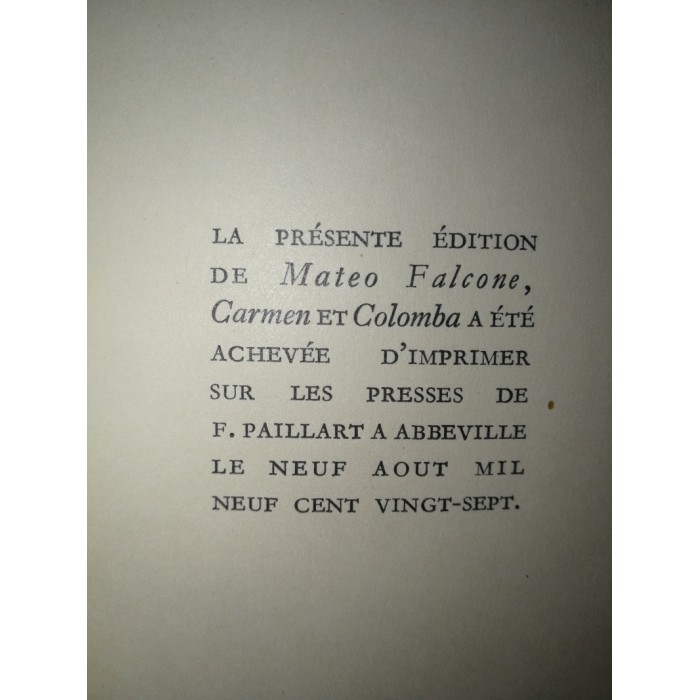 LA PRÉSENTE ÉDITION
DE Mateo Falcone,
Carmen ET Colomba A ÉTÉ
ACHEVÉE D'IMPRIMER
SUR LES PRESSES DE
F. PAILLART A ABBEVILLE
LE NEUF AOUT MIL
NEUF CENT VINGT-SEPT.